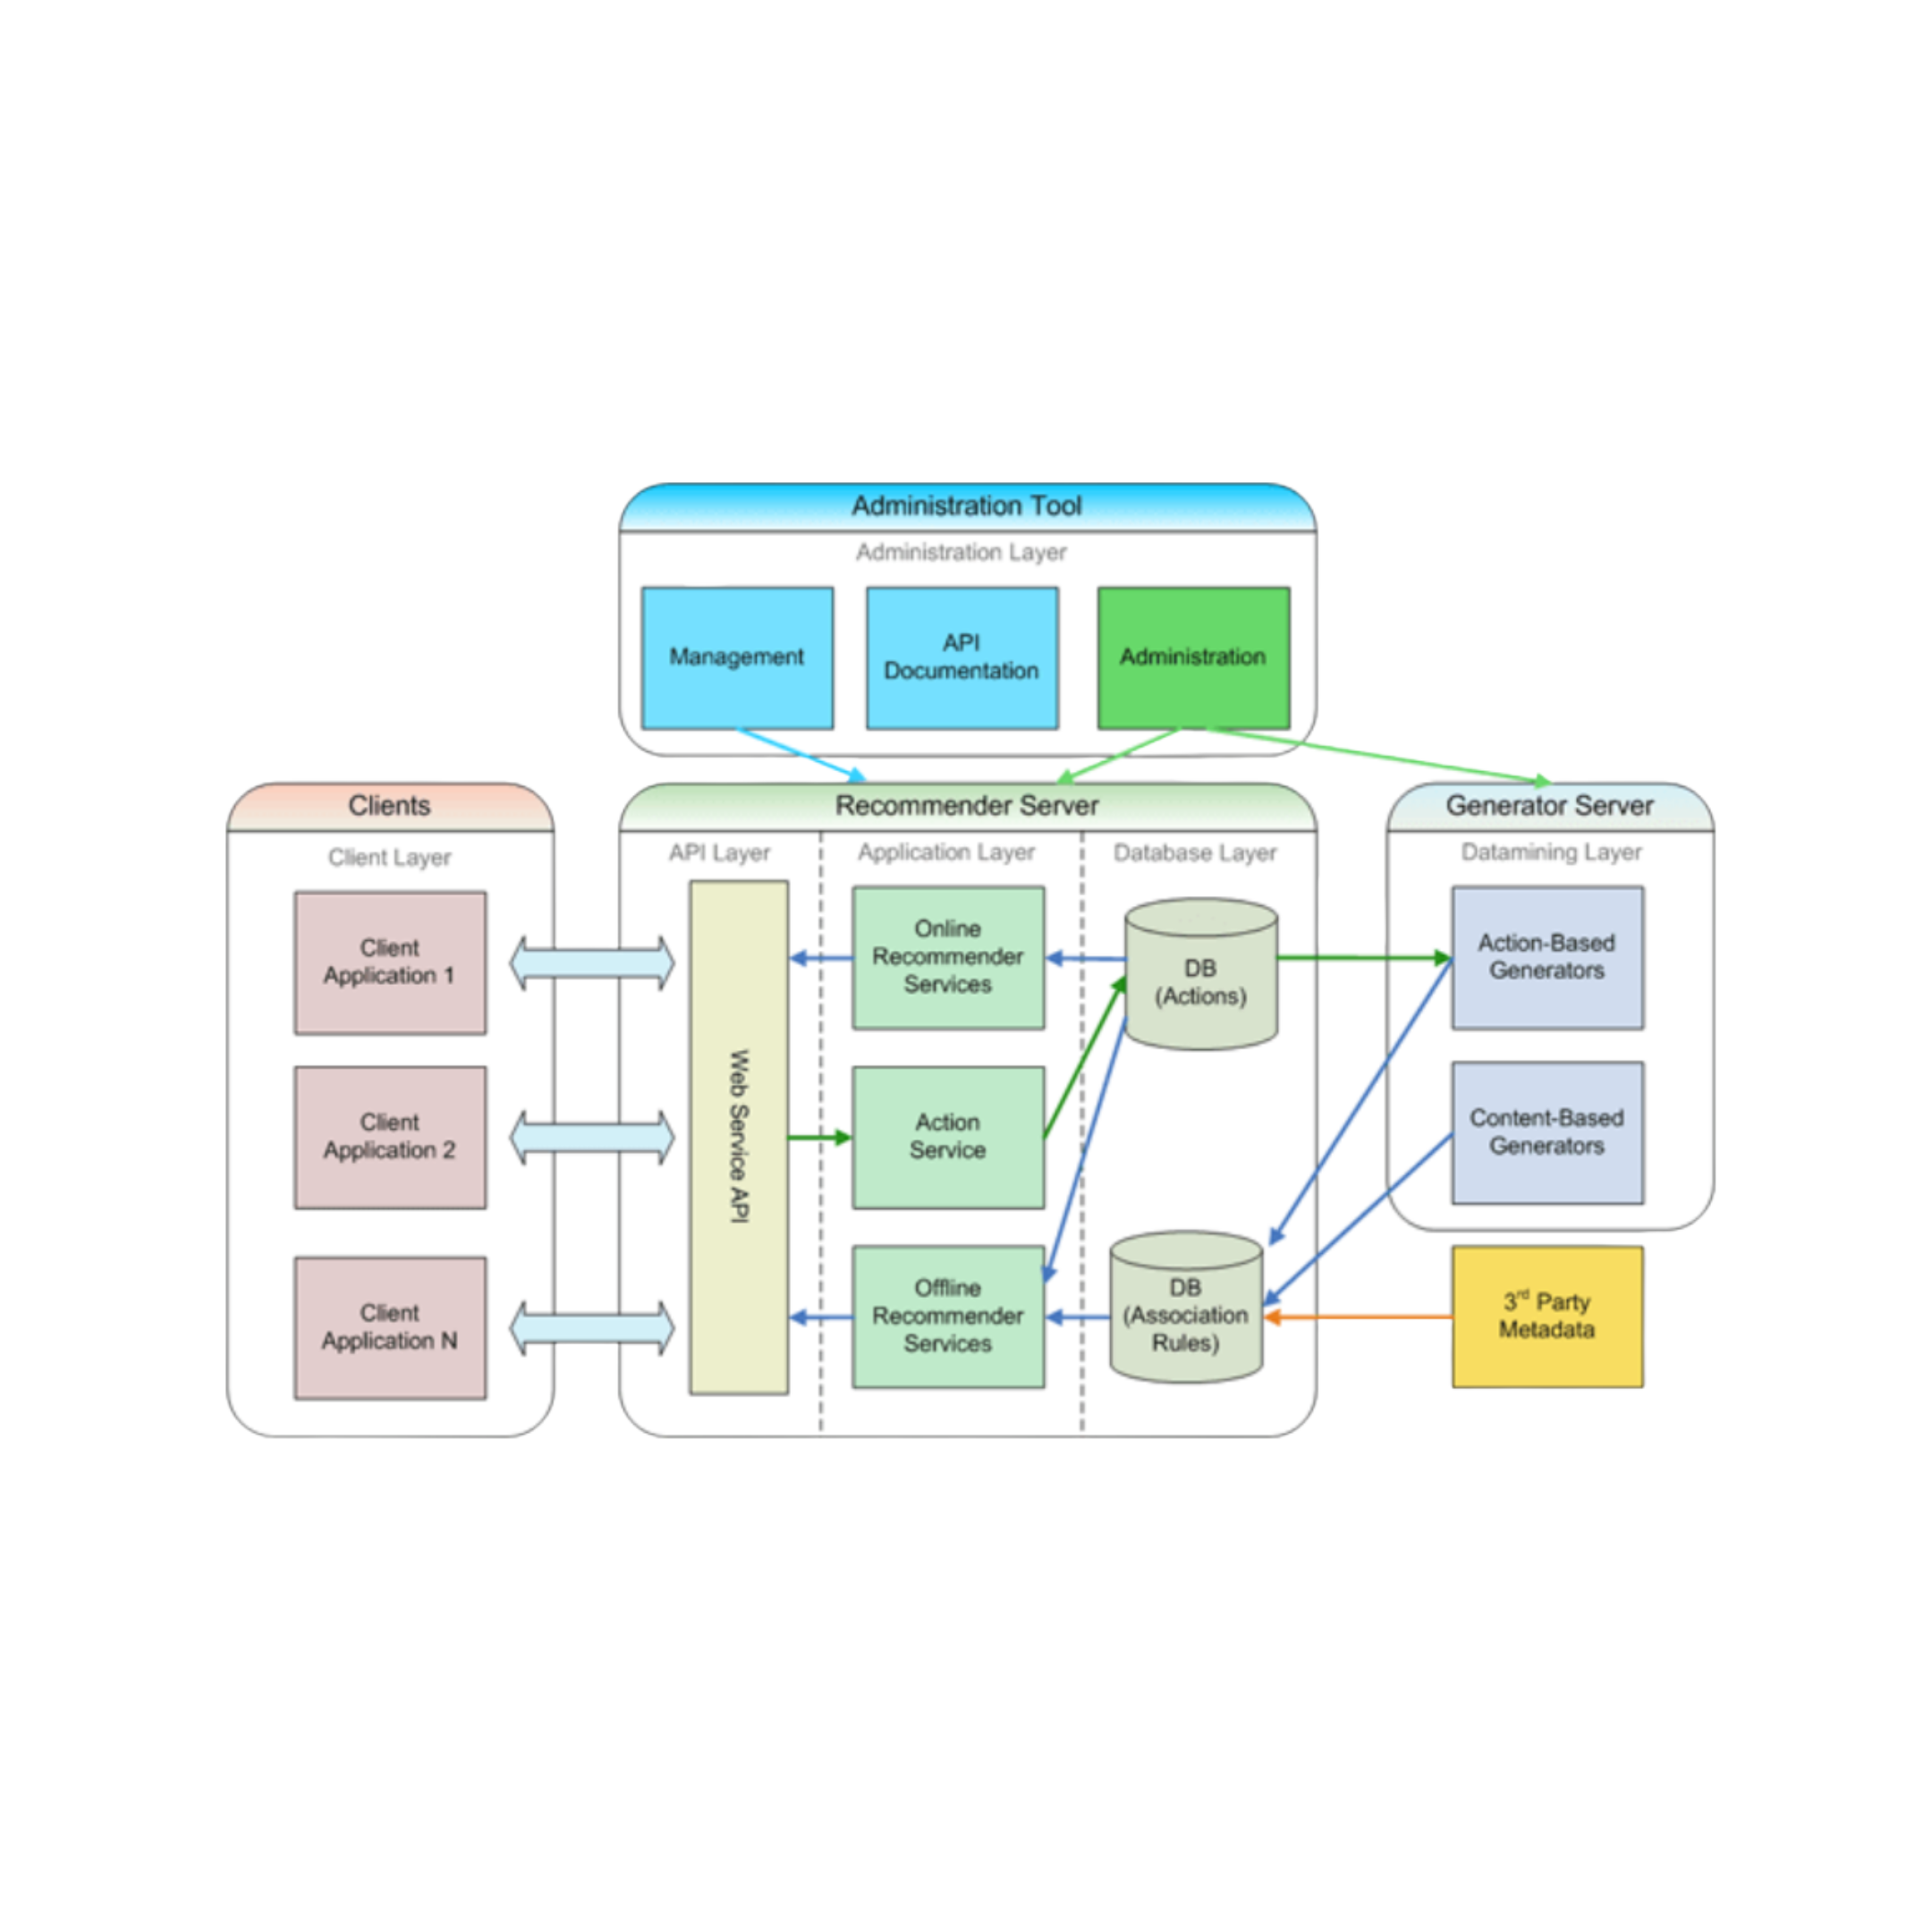 Administration Tool
Administration Layer
Management
API
Documentation
Administration
Clients
Client Layer
Client
Application 1
Client
Application 2
Client
Application N
Recommender Server
API Layer
Web Service API
Application Layer
Online
Recommender
Services
Action
Service
Offline
Recommender
Services
Database Layer
DB
(Actions)
DB
(Association
Rules)
Generator Server
Datamining Layer
Action-Based
Generators
Content-Based
Generators
3rd Party
Metadata